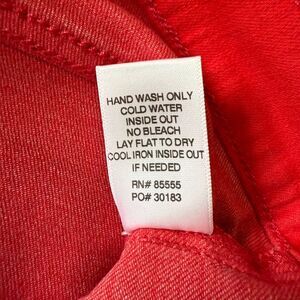 HAND WASH ONLY
COLD WATER
INSIDE OUT
NO BLEACH
LAY FLAT TO DRY
COOL IRON INSIDE OUT
IF NEEDED
RN# 85555
PO# 30183